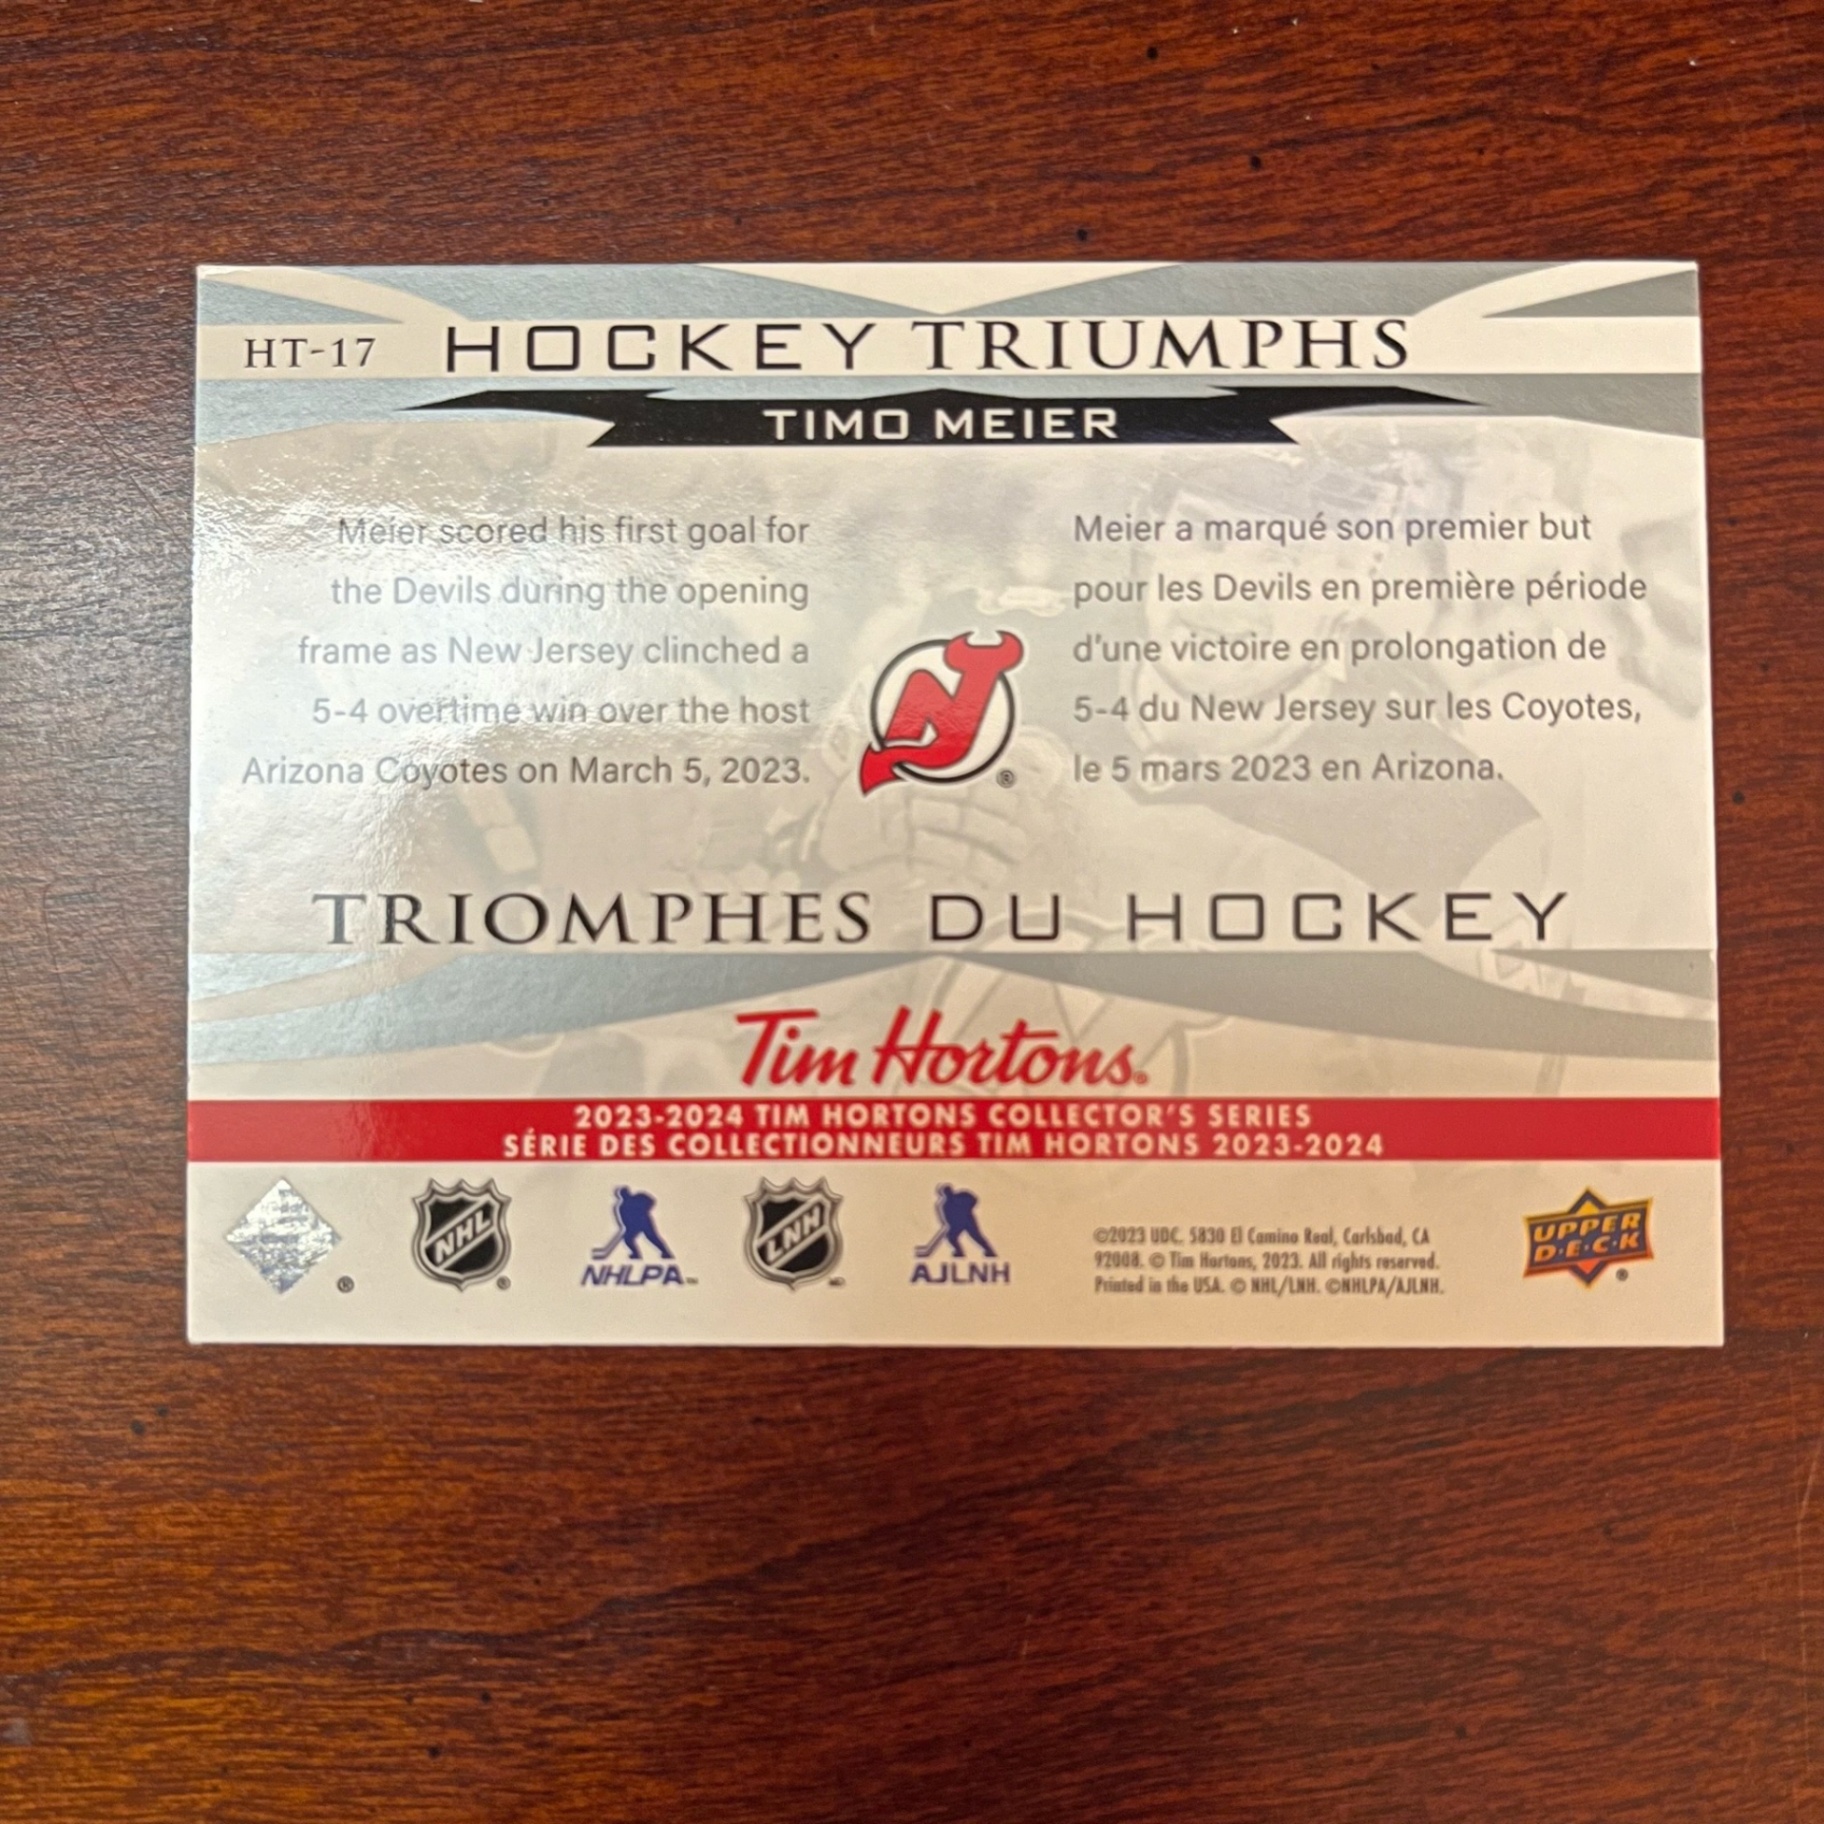 HT-17 HOCKEY TRIUMPHS
TIMO MEIER
Meier scored his first goal for
the Devils during the opening
frame as New Jersey clinched a
5-4 overtime win over the host
Arizona Coyotes on March 5, 2023.
NJ ®
Meier a marqué son premier but
pour les Devils en première période
d'une victoire en prolongation de
5-4 du New Jersey sur les Coyotes,
le 5 mars 2023 en Arizona.
TRIOMPHES DU HOCKEY
Tim Hortons®
2023-2024 TIM HORTONS COLLECTOR'S SERIES
SÉRIE DES COLLECTIONNEURS TIM HORTONS 2023-2024
®
NHL ®
NHLPA™
LNH MD
AJLNH
©2023 UDC. 5830 El Camino Real, Carlsbad, CA
92008. © Tim Hortons, 2023. All rights reserved.
Printed in the USA. © NHL/LNH. ©NHLPA/AJLNH.
UPPER
D•E•C•K ®